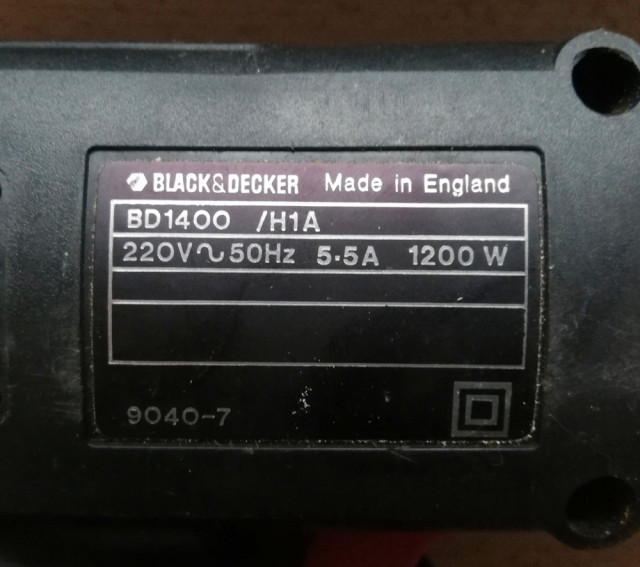 BLACK&DECKER Made in England
BD1400 /H1A
220V∿50Hz 5·5A 1200 W
9040-7